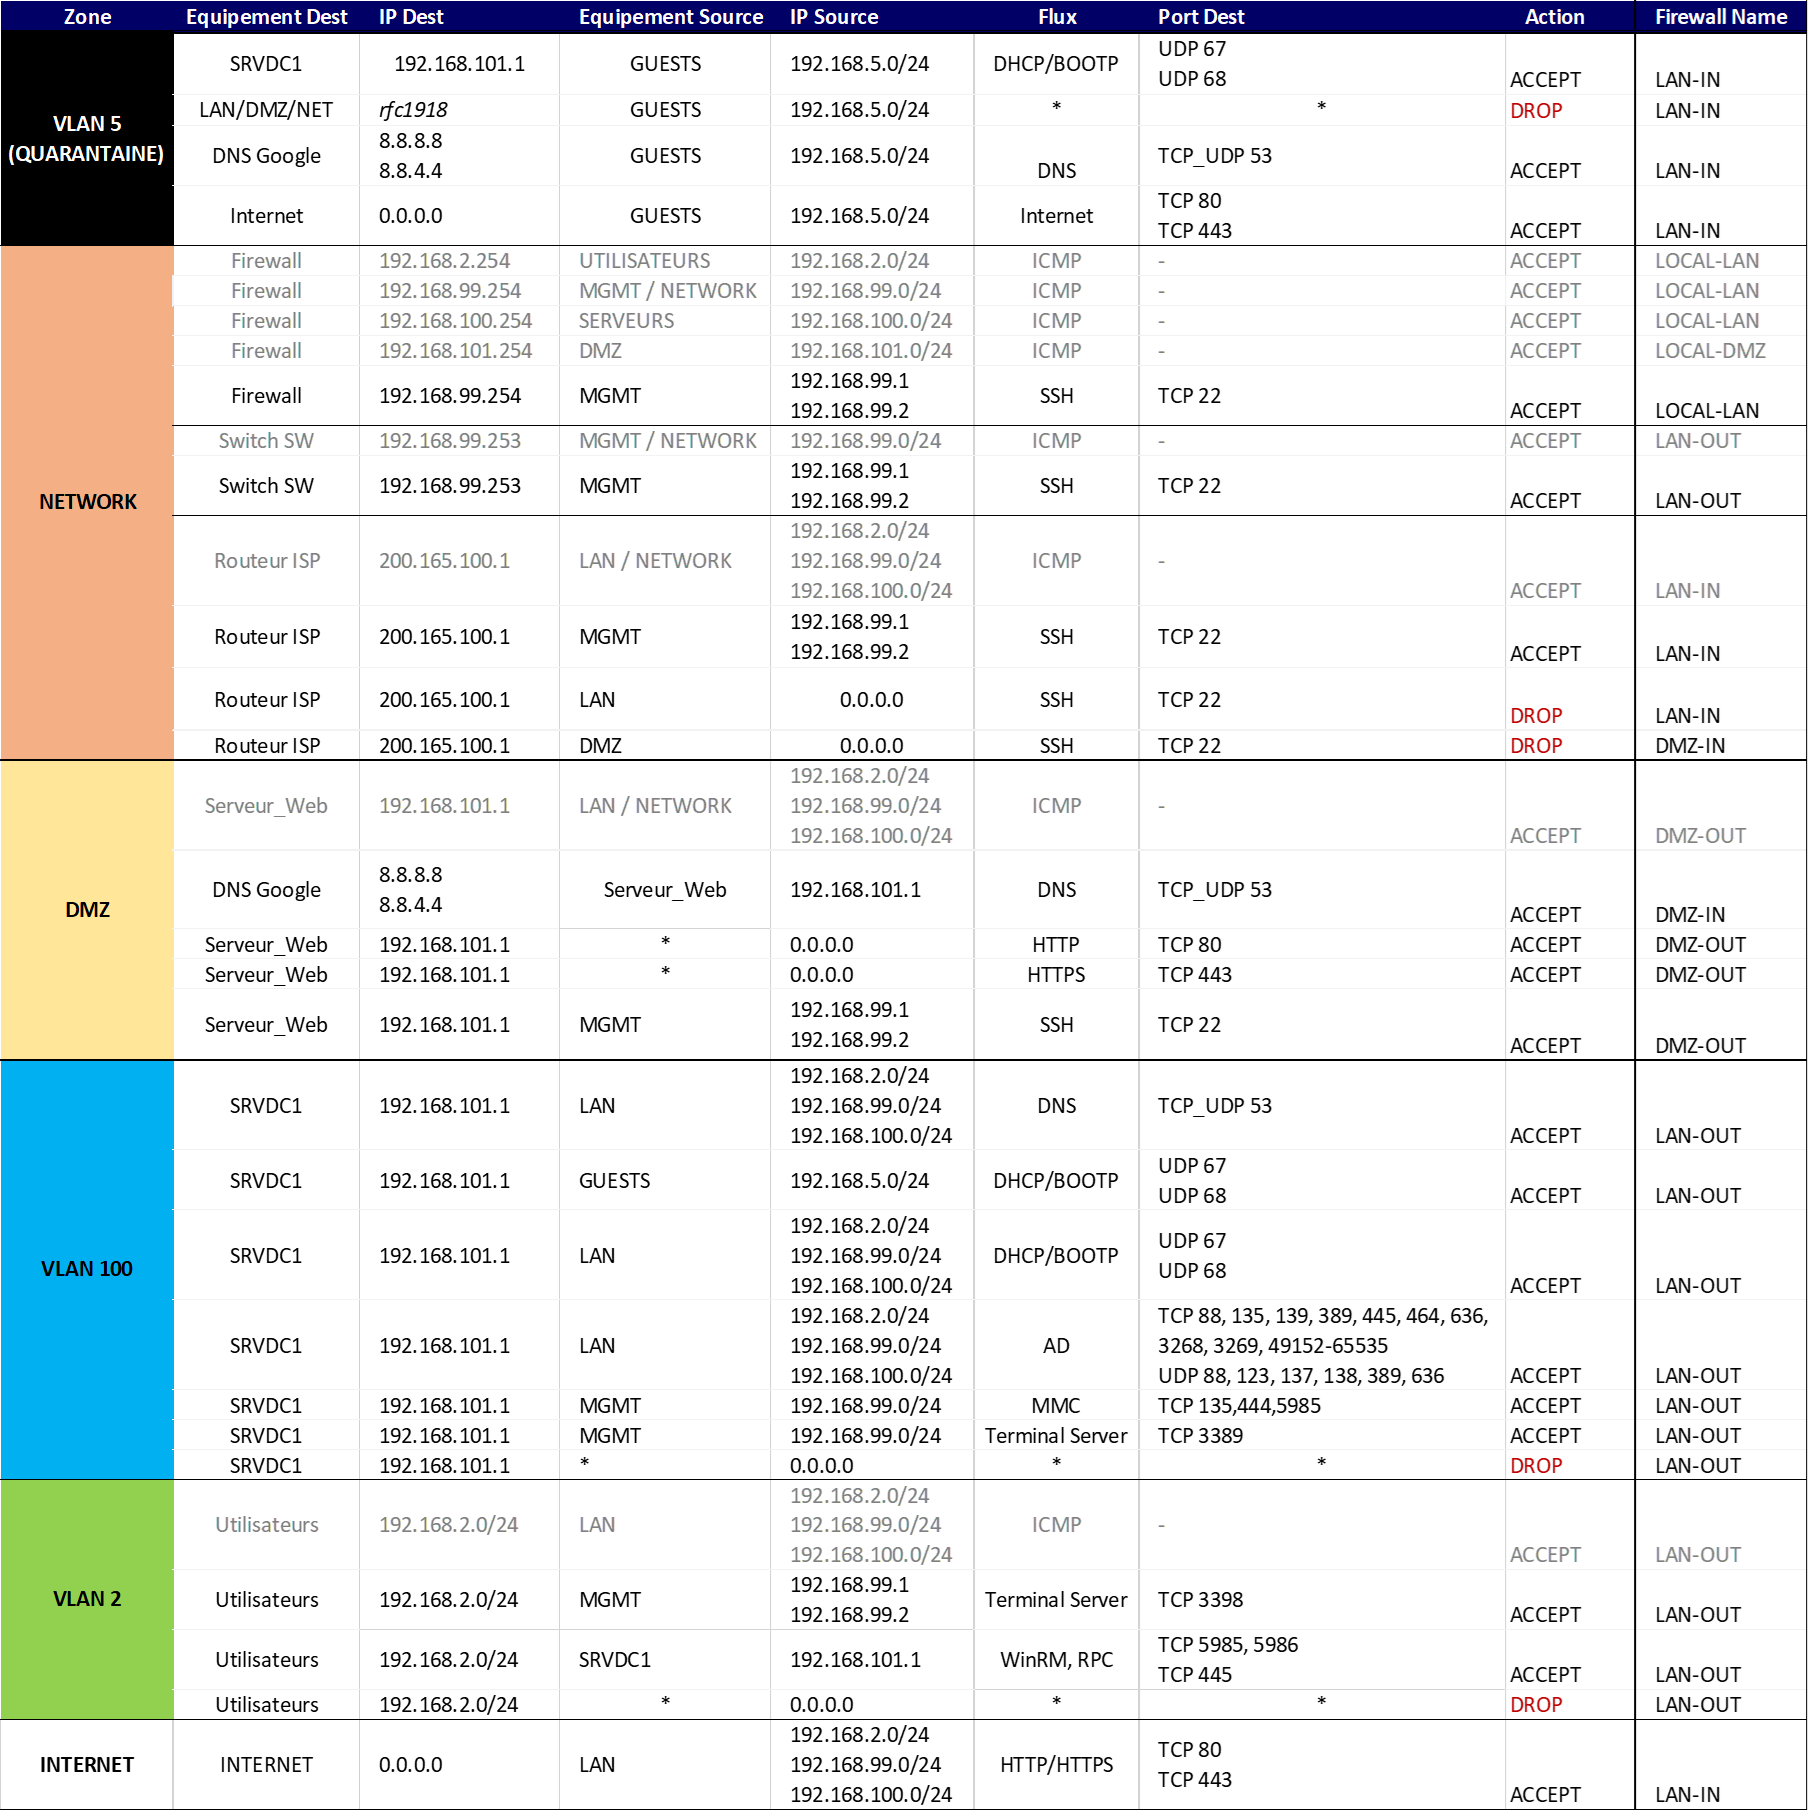 Zone Equipement Dest IP Dest Equipement Source IP Source Flux Port Dest Action Firewall Name
VLAN 5
(QUARANTAINE)
SRVDC1 192.168.101.1 GUESTS 192.168.5.0/24 DHCP/BOOTP UDP 67
UDP 68 ACCEPT LAN-IN
LAN/DMZ/NET rfc1918 GUESTS 192.168.5.0/24 * * DROP LAN-IN
DNS Google 8.8.8.8
8.8.4.4 GUESTS 192.168.5.0/24 DNS TCP_UDP 53 ACCEPT LAN-IN
Internet 0.0.0.0 GUESTS 192.168.5.0/24 Internet TCP 80
TCP 443 ACCEPT LAN-IN
NETWORK
Firewall 192.168.2.254 UTILISATEURS 192.168.2.0/24 ICMP - ACCEPT LOCAL-LAN
Firewall 192.168.99.254 MGMT / NETWORK 192.168.99.0/24 ICMP - ACCEPT LOCAL-LAN
Firewall 192.168.100.254 SERVEURS 192.168.100.0/24 ICMP - ACCEPT LOCAL-LAN
Firewall 192.168.101.254 DMZ 192.168.101.0/24 ICMP - ACCEPT LOCAL-DMZ
Firewall 192.168.99.254 MGMT 192.168.99.1
192.168.99.2 SSH TCP 22 ACCEPT LOCAL-LAN
Switch SW 192.168.99.253 MGMT / NETWORK 192.168.99.0/24 ICMP - ACCEPT LAN-OUT
Switch SW 192.168.99.253 MGMT 192.168.99.1
192.168.99.2 SSH TCP 22 ACCEPT LAN-OUT
Routeur ISP 200.165.100.1 LAN / NETWORK 192.168.2.0/24
192.168.99.0/24
192.168.100.0/24 ICMP - ACCEPT LAN-IN
Routeur ISP 200.165.100.1 MGMT 192.168.99.1
192.168.99.2 SSH TCP 22 ACCEPT LAN-IN
Routeur ISP 200.165.100.1 LAN 0.0.0.0 SSH TCP 22 DROP LAN-IN
Routeur ISP 200.165.100.1 DMZ 0.0.0.0 SSH TCP 22 DROP DMZ-IN
DMZ
Serveur_Web 192.168.101.1 LAN / NETWORK 192.168.2.0/24
192.168.99.0/24
192.168.100.0/24 ICMP - ACCEPT DMZ-OUT
DNS Google 8.8.8.8
8.8.4.4 Serveur_Web 192.168.101.1 DNS TCP_UDP 53 ACCEPT DMZ-IN
Serveur_Web 192.168.101.1 * 0.0.0.0 HTTP TCP 80 ACCEPT DMZ-OUT
Serveur_Web 192.168.101.1 * 0.0.0.0 HTTPS TCP 443 ACCEPT DMZ-OUT
Serveur_Web 192.168.101.1 MGMT 192.168.99.1
192.168.99.2 SSH TCP 22 ACCEPT DMZ-OUT
VLAN 100
SRVDC1 192.168.101.1 LAN 192.168.2.0/24
192.168.99.0/24
192.168.100.0/24 DNS TCP_UDP 53 ACCEPT LAN-OUT
SRVDC1 192.168.101.1 GUESTS 192.168.5.0/24 DHCP/BOOTP UDP 67
UDP 68 ACCEPT LAN-OUT
SRVDC1 192.168.101.1 LAN 192.168.2.0/24
192.168.99.0/24
192.168.100.0/24 DHCP/BOOTP UDP 67
UDP 68 ACCEPT LAN-OUT
SRVDC1 192.168.101.1 LAN 192.168.2.0/24
192.168.99.0/24
192.168.100.0/24 AD TCP 88, 135, 139, 389, 445, 464, 636,
3268, 3269, 49152-65535
UDP 88, 123, 137, 138, 389, 636 ACCEPT LAN-OUT
SRVDC1 192.168.101.1 MGMT 192.168.99.0/24 MMC TCP 135,444,5985 ACCEPT LAN-OUT
SRVDC1 192.168.101.1 MGMT 192.168.99.0/24 Terminal Server TCP 3389 ACCEPT LAN-OUT
SRVDC1 192.168.101.1 * 0.0.0.0 * * DROP LAN-OUT
VLAN 2
Utilisateurs 192.168.2.0/24 LAN 192.168.2.0/24
192.168.99.0/24
192.168.100.0/24 ICMP - ACCEPT LAN-OUT
Utilisateurs 192.168.2.0/24 MGMT 192.168.99.1
192.168.99.2 Terminal Server TCP 3398 ACCEPT LAN-OUT
Utilisateurs 192.168.2.0/24 SRVDC1 192.168.101.1 WinRM, RPC TCP 5985, 5986
TCP 445 ACCEPT LAN-OUT
Utilisateurs 192.168.2.0/24 * 0.0.0.0 * * DROP LAN-OUT
INTERNET
INTERNET 0.0.0.0 LAN 192.168.2.0/24
192.168.99.0/24
192.168.100.0/24 HTTP/HTTPS TCP 80
TCP 443 ACCEPT LAN-IN